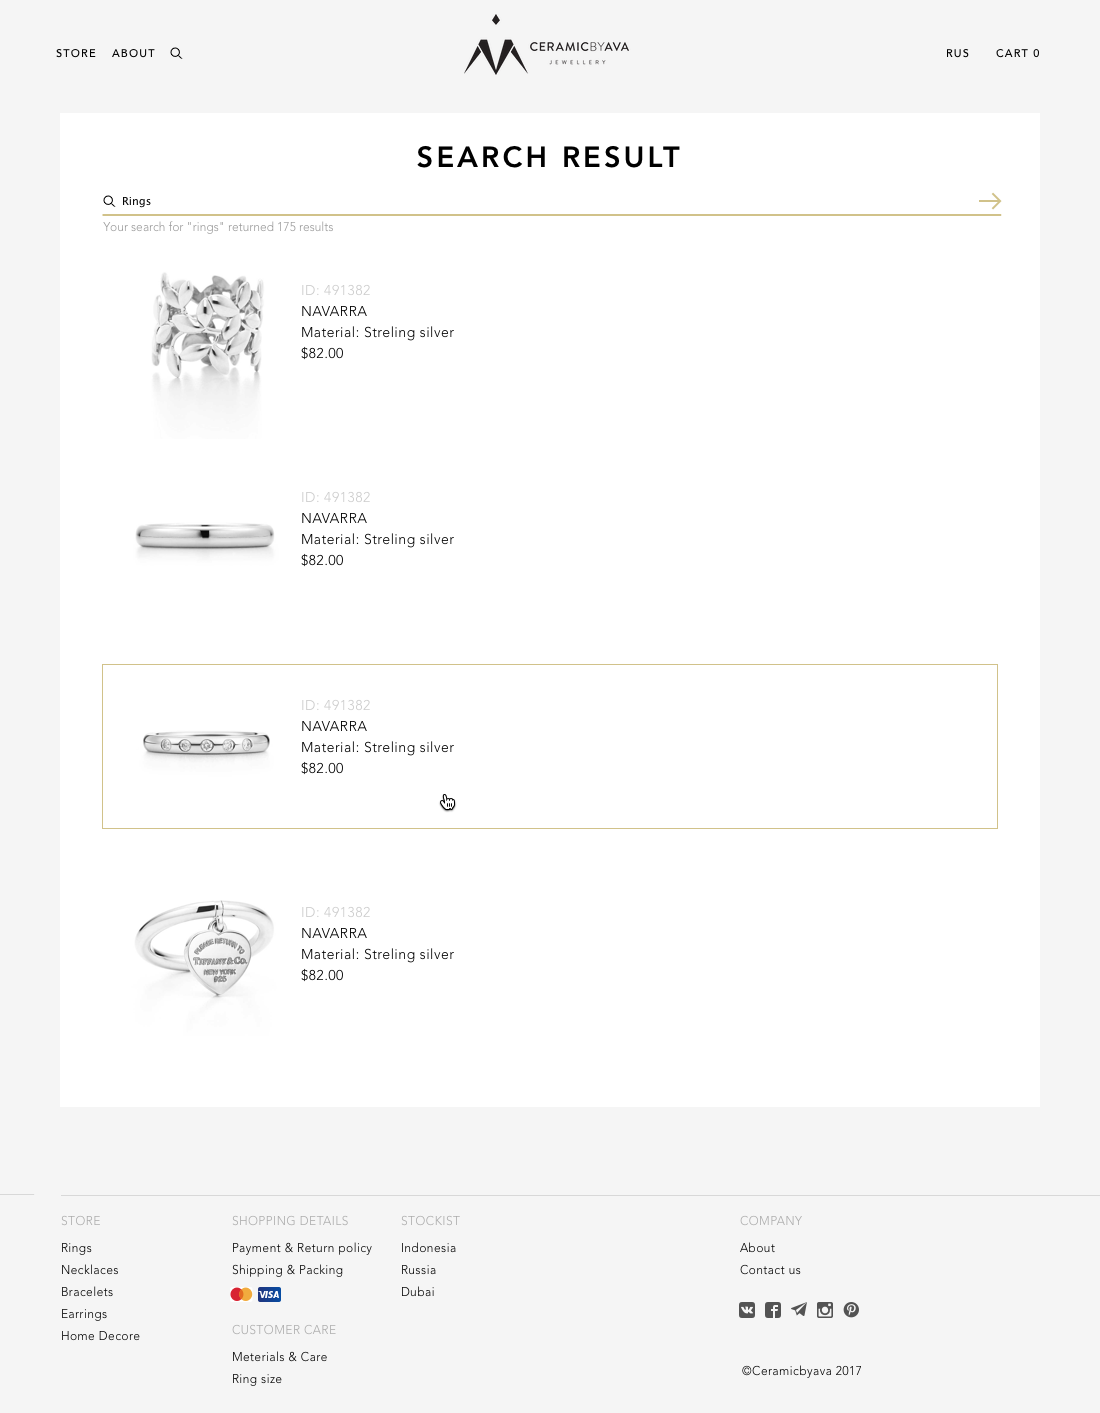 STORE ABOUT
CERAMICBYAVA
JEWELLERY
RUS CART 0
SEARCH RESULT
Rings
Your search for "rings" returned 175 results
ID: 491382
NAVARRA
Material: Streling silver
$82.00
ID: 491382
NAVARRA
Material: Streling silver
$82.00
ID: 491382
NAVARRA
Material: Streling silver
$82.00
PLEASE RETURN TO
TIFFANY & CO.
NEW YORK
925
ID: 491382
NAVARRA
Material: Streling silver
$82.00
STORE
Rings
Necklaces
Bracelets
Earrings
Home Decore
SHOPPING DETAILS
Payment & Return policy
Shipping & Packing
VISA
CUSTOMER CARE
Meterials & Care
Ring size
STOCKIST
Indonesia
Russia
Dubai
COMPANY
About
Contact us
©Ceramicbyava 2017